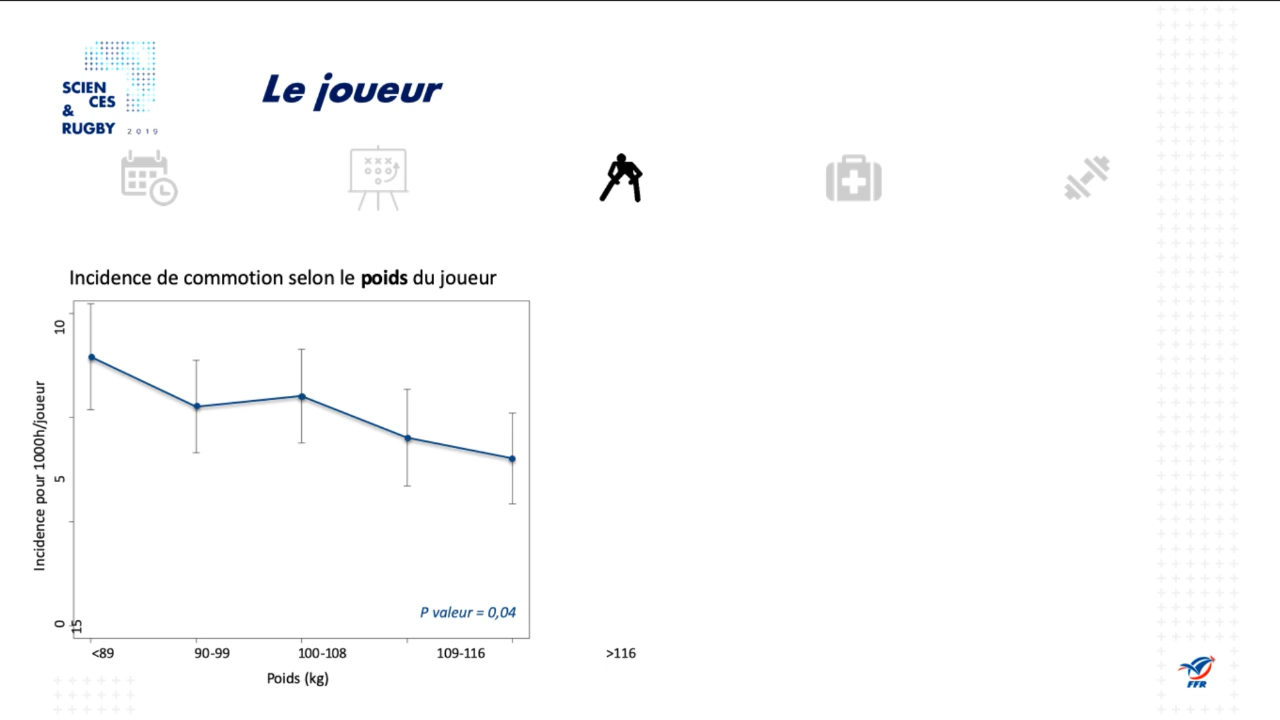 SCIEN
CES
&
RUGBY 2019
Le joueur
Incidence de commotion selon le poids du joueur
Incidence pour 1000h/joueur
10
5
0
15
P valeur = 0,04
<89 90-99 100-108 109-116 >116
Poids (kg)
FFR